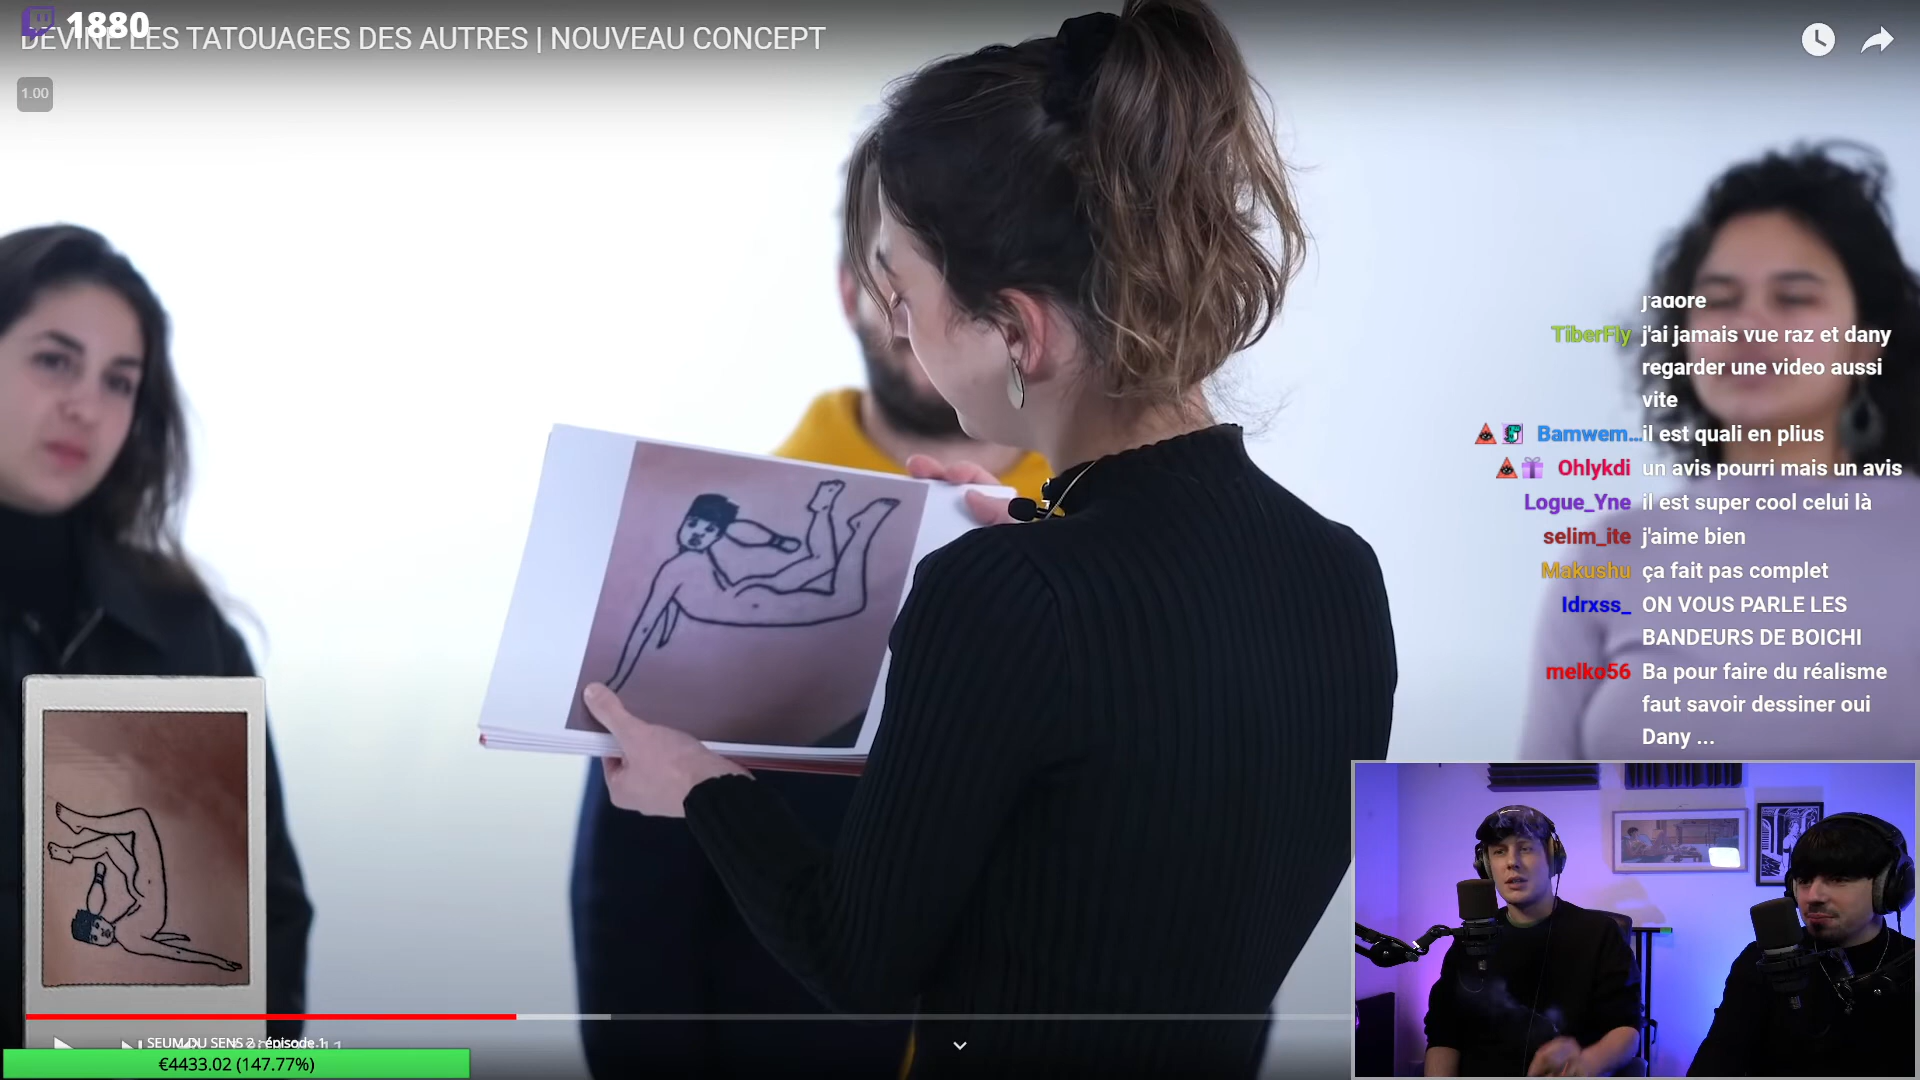 1880
DEVINE LES TATOUAGES DES AUTRES | NOUVEAU CONCEPT
1.00
j'adore
TiberFly j'ai jamais vue raz et dany
regarder une video aussi
vite
Bamwem... il est quali en plius
Ohlykdi un avis pourri mais un avis
Logue_Yne il est super cool celui là
selim_ite j'aime bien
Makushu ça fait pas complet
Idrxss_ ON VOUS PARLE LES
BANDEURS DE BOICHI
melko56 Ba pour faire du réalisme
faut savoir dessiner oui
Dany ...
SEUM DU SENS 2 : épisode 1
€4433.02 (147.77%)